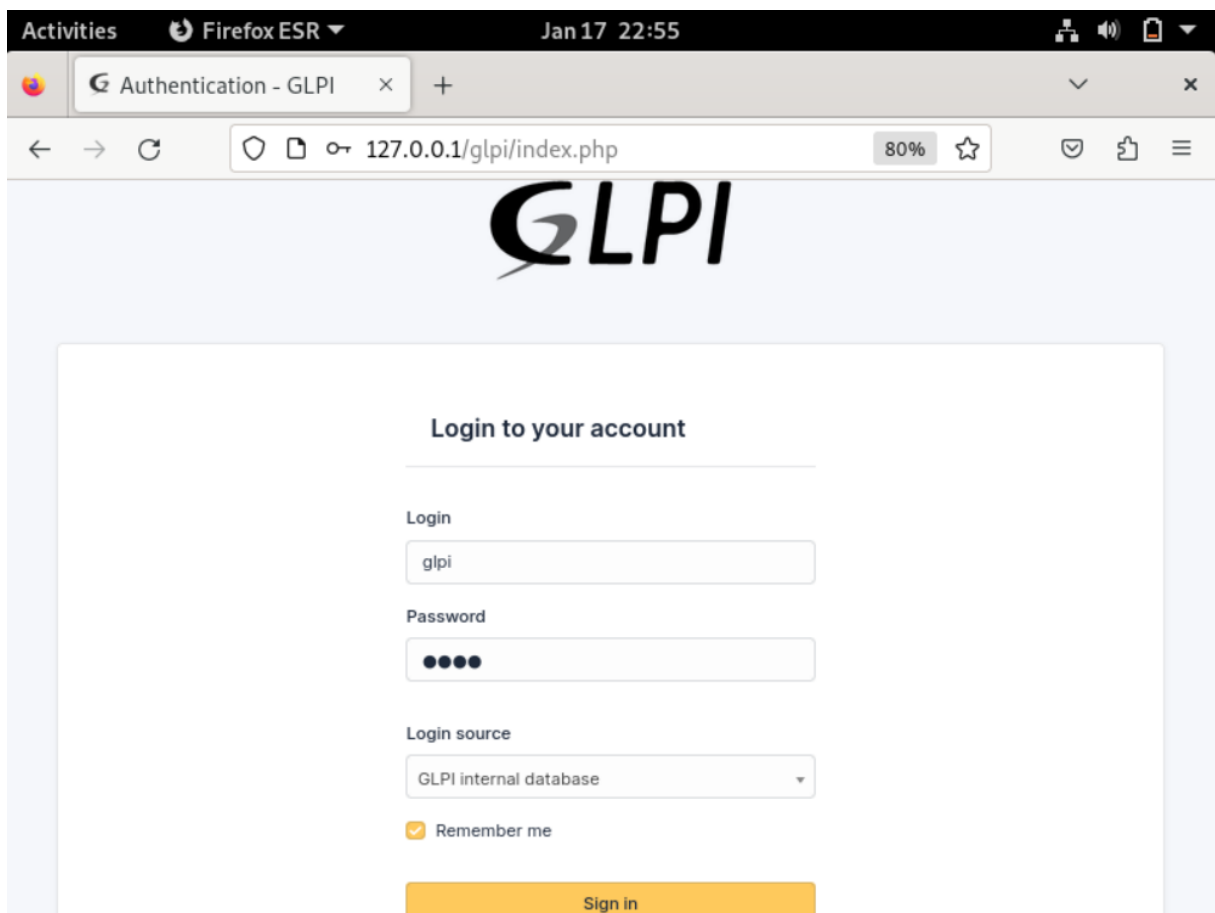 Activities Firefox ESR Jan 17 22:55
Authentication - GLPI
127.0.0.1/glpi/index.php 80%
GLPI
Login to your account
Login
glpi
Password
●●●●
Login source
GLPI internal database
Remember me
Sign in